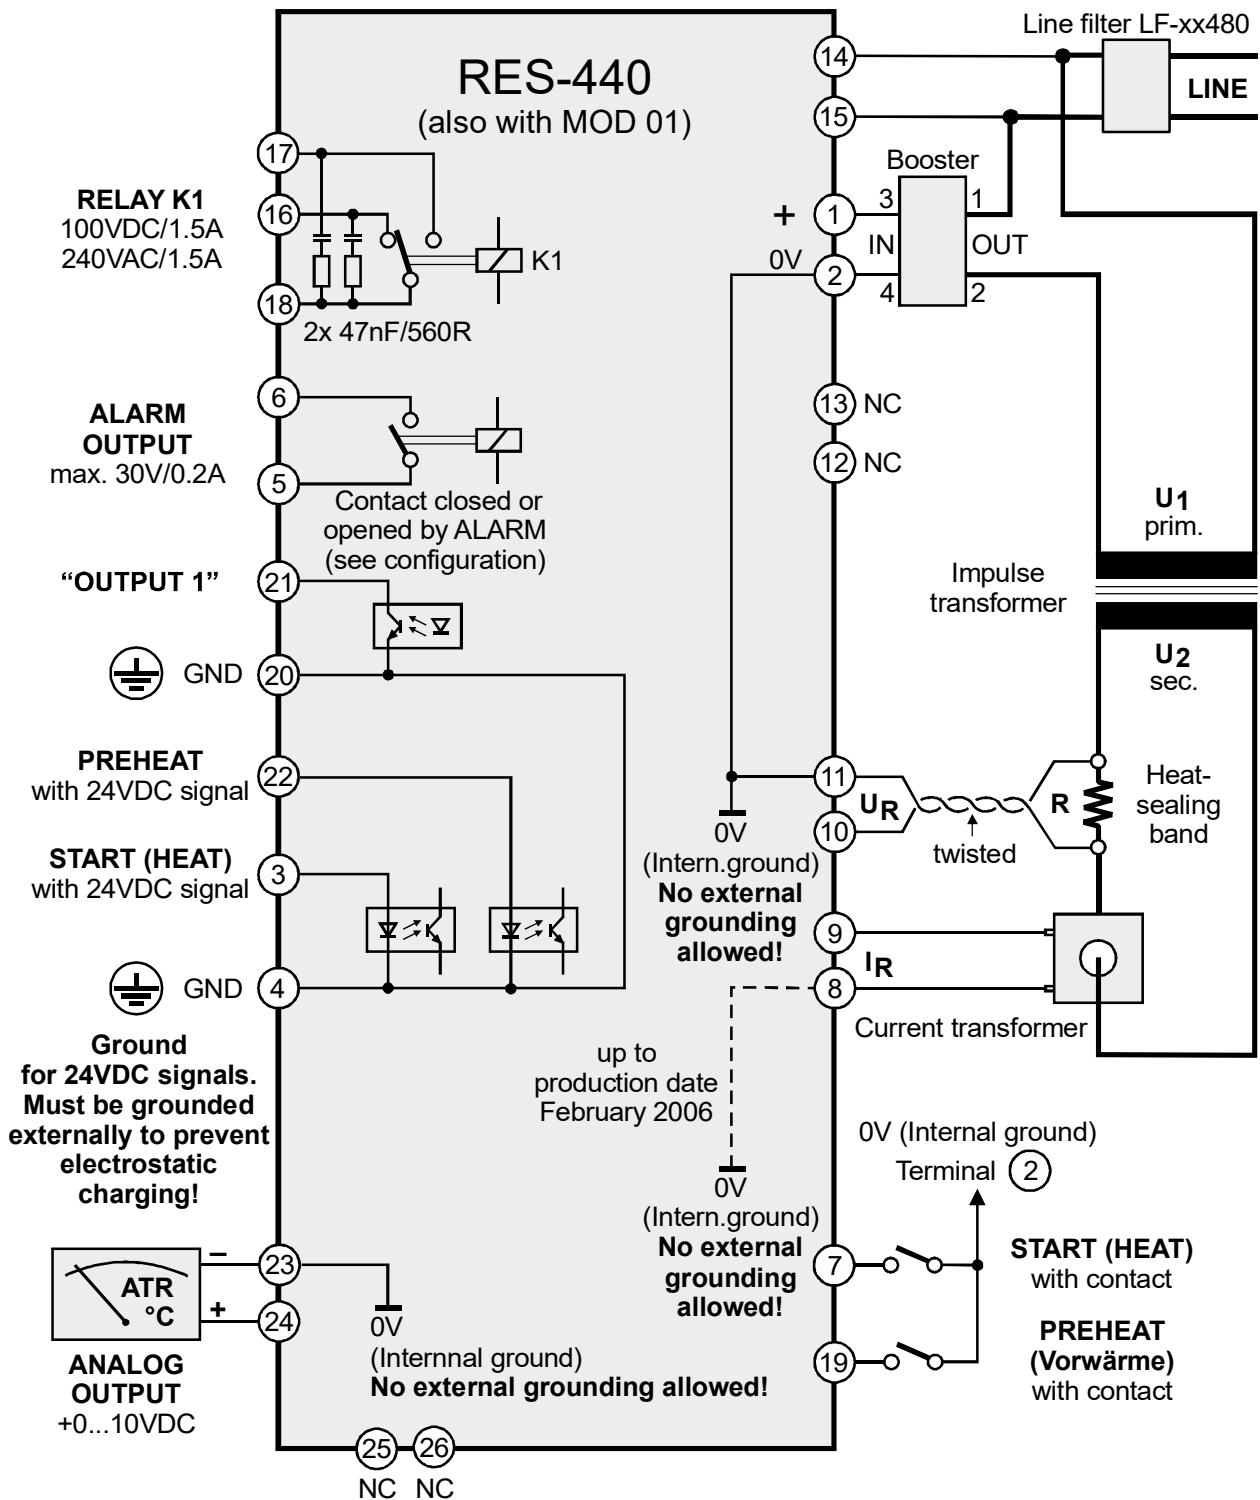 Line filter LF-xx480
RES-440
(also with MOD 01)
14
LINE
15
17
Booster
RELAY K1
100VDC/1.5A
240VAC/1.5A
16
K1
18
2x 47nF/560R
+
1
3
1
IN
OUT
0V
2
4
2
6
ALARM
OUTPUT
max. 30V/0.2A
5
Contact closed or
opened by ALARM
(see configuration)
13
NC
12
NC
U1
prim.
"OUTPUT 1"
21
Impulse
transformer
GND
20
U2
sec.
PREHEAT
with 24VDC signal
22
11
UR
R
Heat-
sealing
band
10
twisted
0V
(Intern.ground)
No external
grounding
allowed!
START (HEAT)
with 24VDC signal
3
9
IR
8
Current transformer
GND
4
Ground
for 24VDC signals.
Must be grounded
externally to prevent
electrostatic
charging!
up to
production date
February 2006
0V (Internal ground)
Terminal
2
0V
(Intern.ground)
No external
grounding
allowed!
7
START (HEAT)
with contact
19
PREHEAT
(Vorwärme)
with contact
ATR
°C
–
23
+
24
ANALOG
OUTPUT
+0...10VDC
0V
(Internnal ground)
No external grounding allowed!
25
26
NC
NC